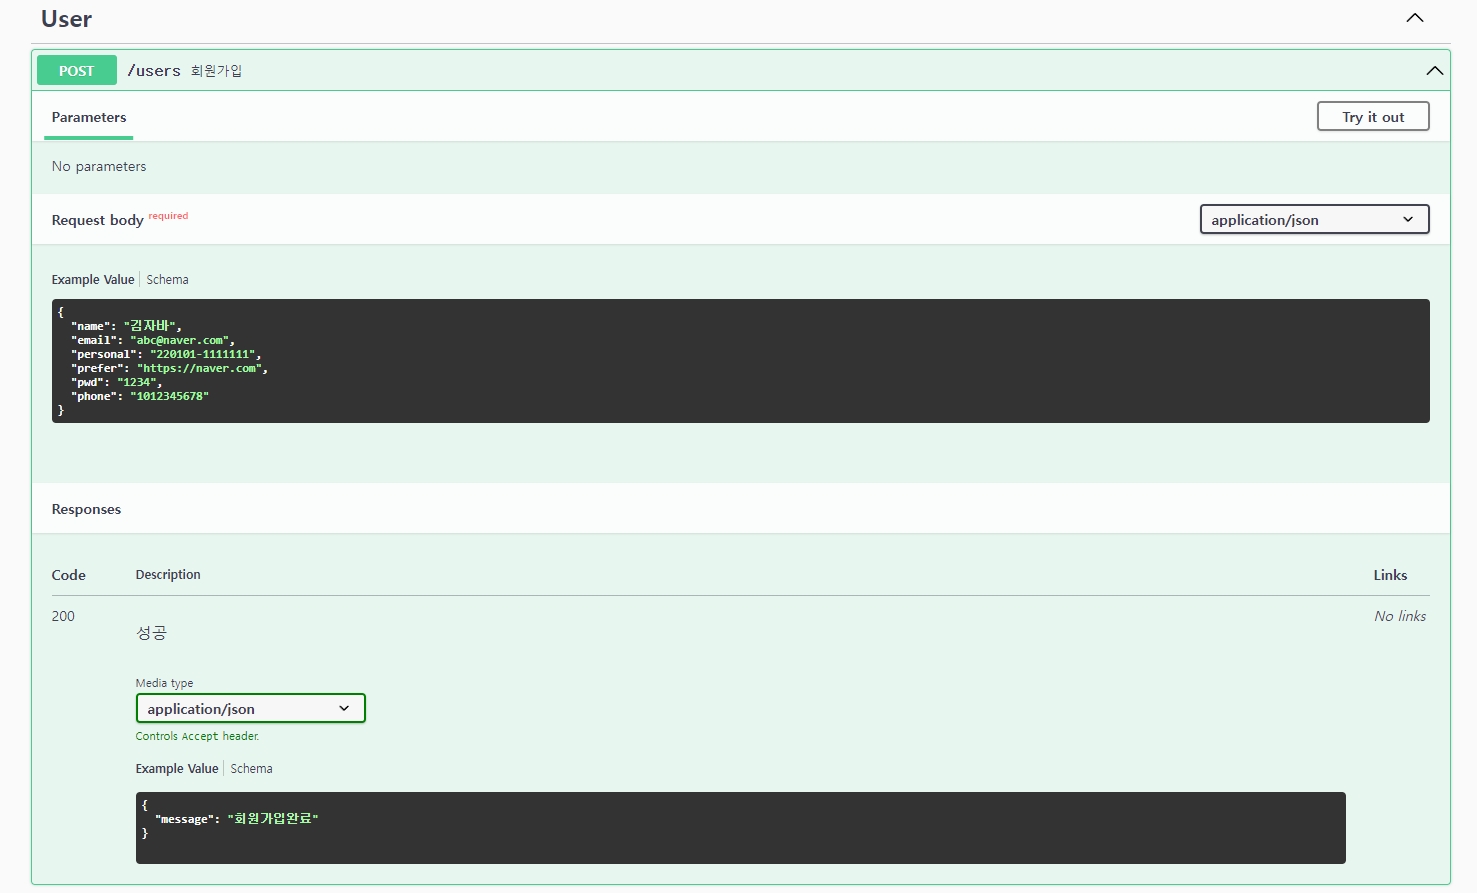 User
POST /users 회원가입
Parameters
Try it out
No parameters
Request body required
application/json
Example Value Schema
{
"name": "김자바",
"email": "abc@naver.com",
"personal": "220101-1111111",
"prefer": "https://naver.com",
"pwd": "1234",
"phone": "1012345678"
}
Responses
Code Description Links
200 성공 No links
Media type
application/json
Controls Accept header.
Example Value Schema
{
"message": "회원가입완료"
}